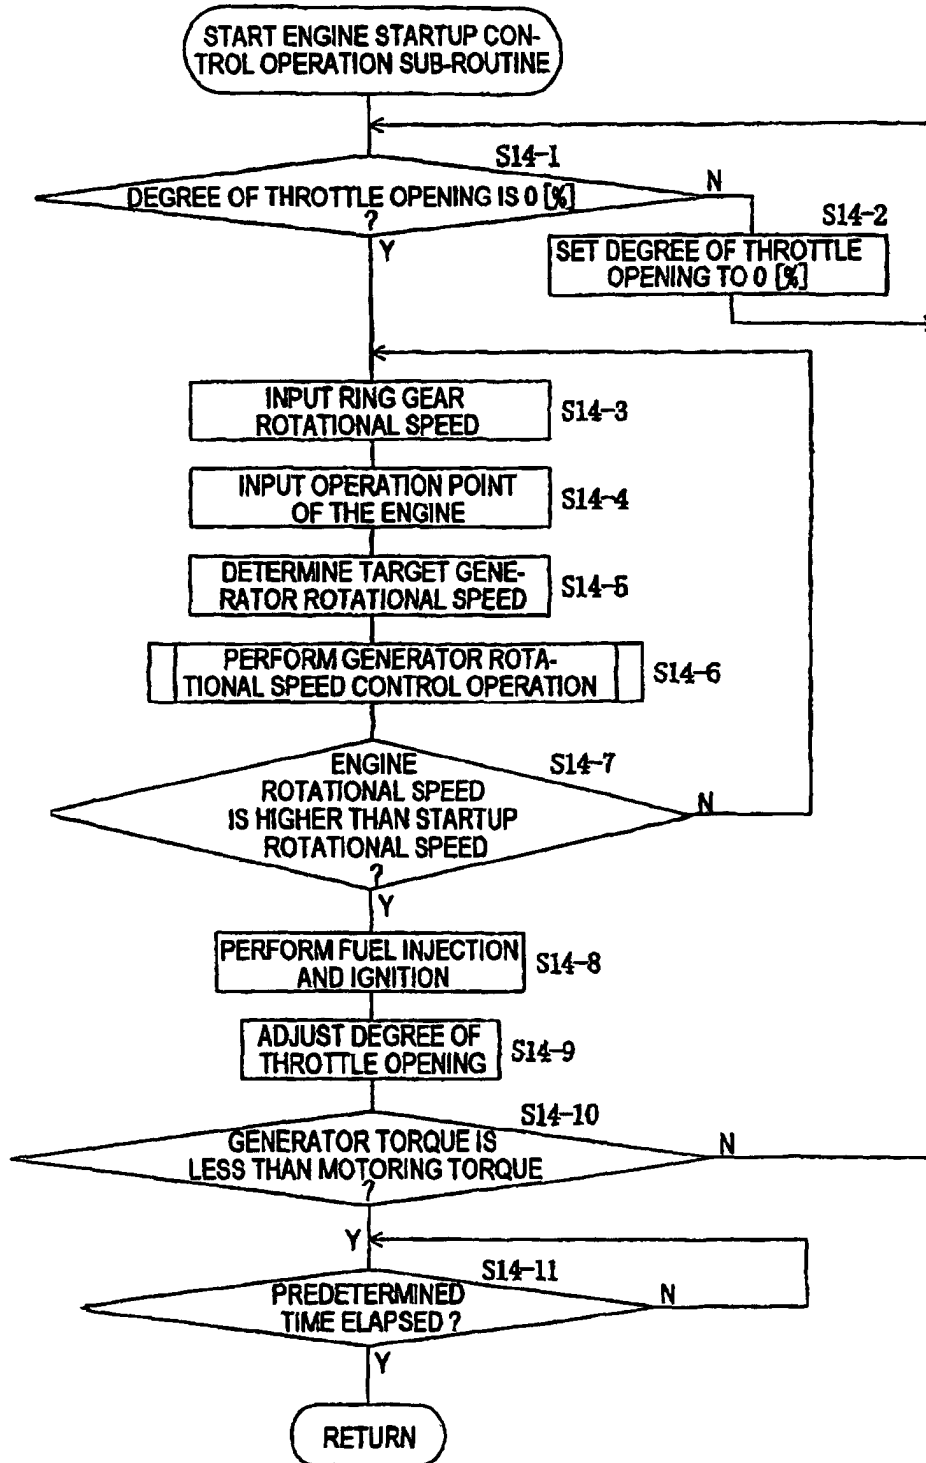 START ENGINE STARTUP CON-
TROL OPERATION SUB-ROUTINE
S14-1
DEGREE OF THROTTLE OPENING IS 0 [%]
?
N
Y
S14-2
SET DEGREE OF THROTTLE
OPENING TO 0 [%]
INPUT RING GEAR
ROTATIONAL SPEED
S14-3
INPUT OPERATION POINT
OF THE ENGINE
S14-4
DETERMINE TARGET GENE-
RATOR ROTATIONAL SPEED
S14-5
PERFORM GENERATOR ROTA-
TIONAL SPEED CONTROL OPERATION
S14-6
S14-7
ENGINE
ROTATIONAL SPEED
IS HIGHER THAN STARTUP
ROTATIONAL SPEED
?
N
Y
PERFORM FUEL INJECTION
AND IGNITION
S14-8
ADJUST DEGREE OF
THROTTLE OPENING
S14-9
S14-10
GENERATOR TORQUE IS
LESS THAN MOTORING TORQUE
?
N
Y
S14-11
PREDETERMINED
TIME ELAPSED ?
N
Y
RETURN